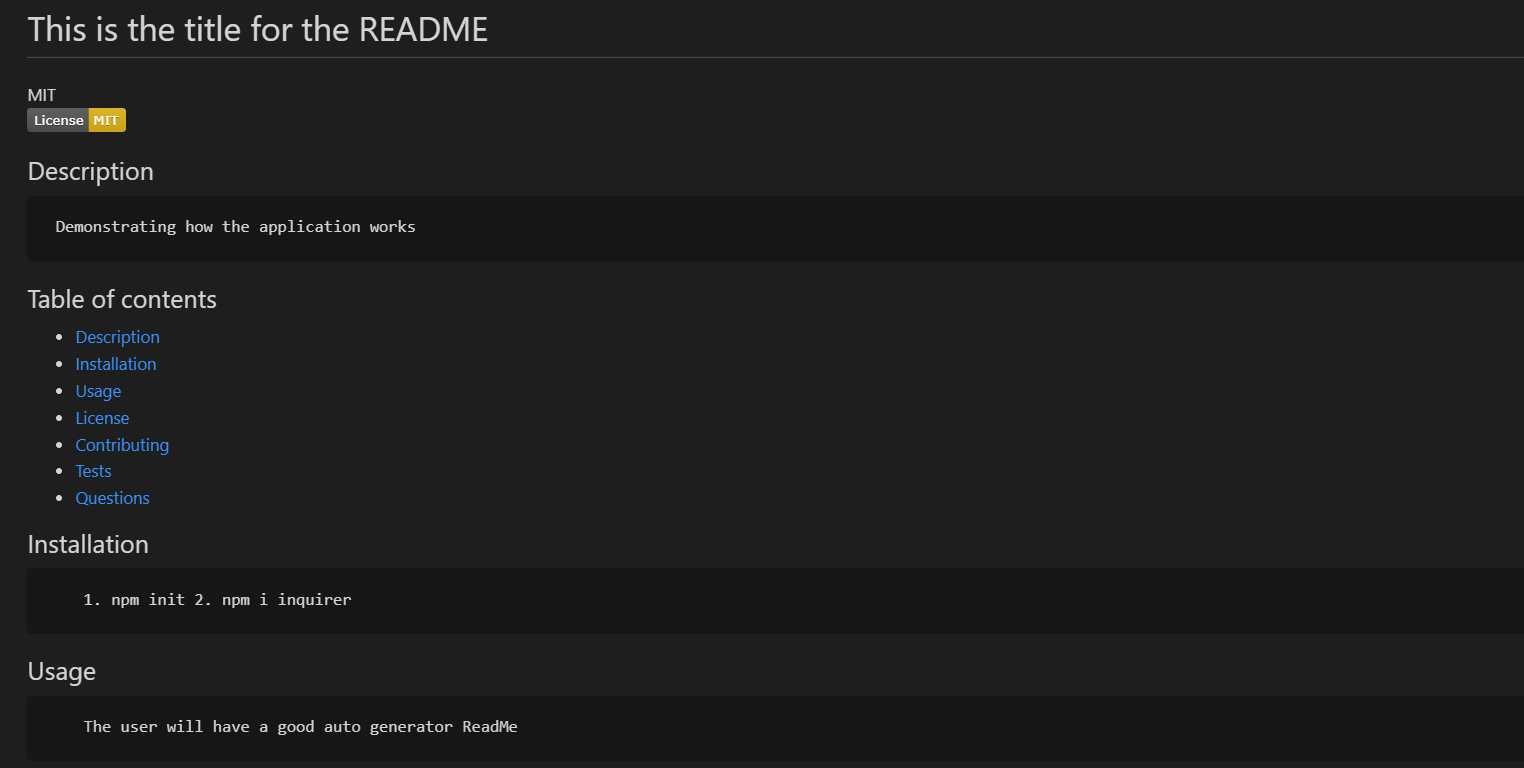 This is the title for the README
MIT
License MIT
Description
Demonstrating how the application works
Table of contents
Description
Installation
Usage
License
Contributing
Tests
Questions
Installation
1. npm init 2. npm i inquirer
Usage
The user will have a good auto generator ReadMe